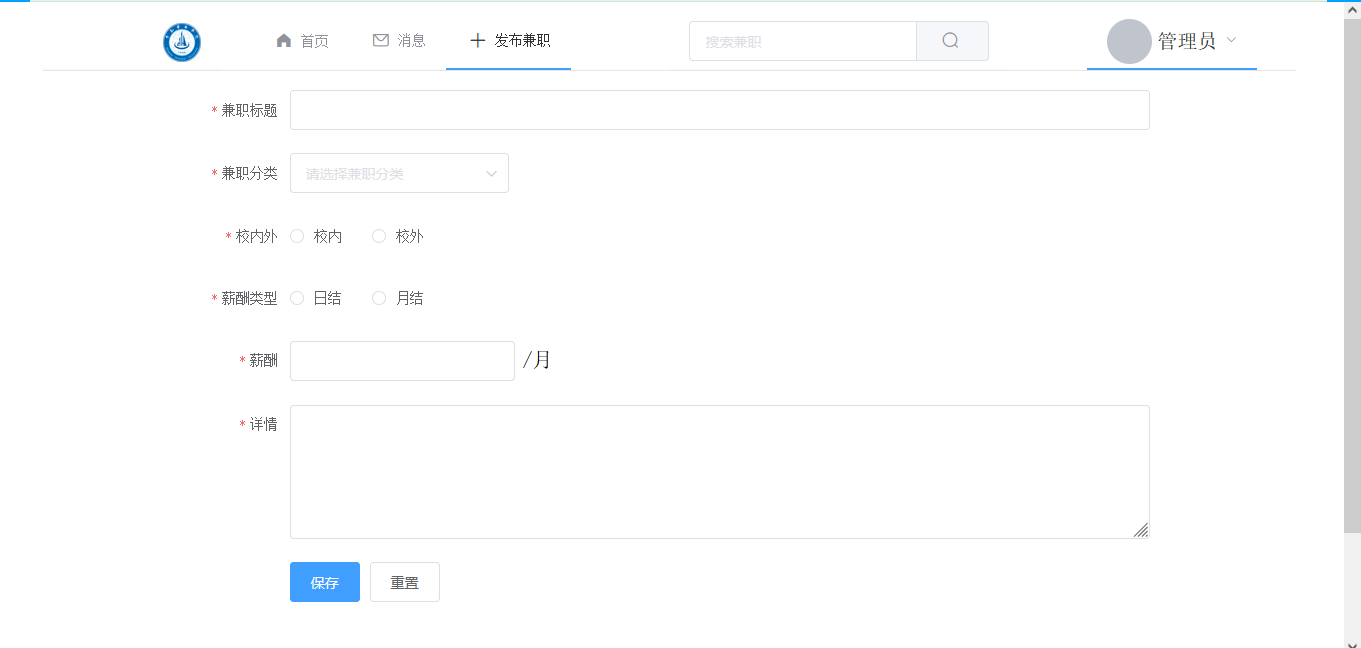 首页 消息 发布兼职 搜索兼职 管理员
* 兼职标题
* 兼职分类 请选择兼职分类
* 校内外 校内 校外
* 薪酬类型 日结 月结
* 薪酬 /月
* 详情
保存 重置